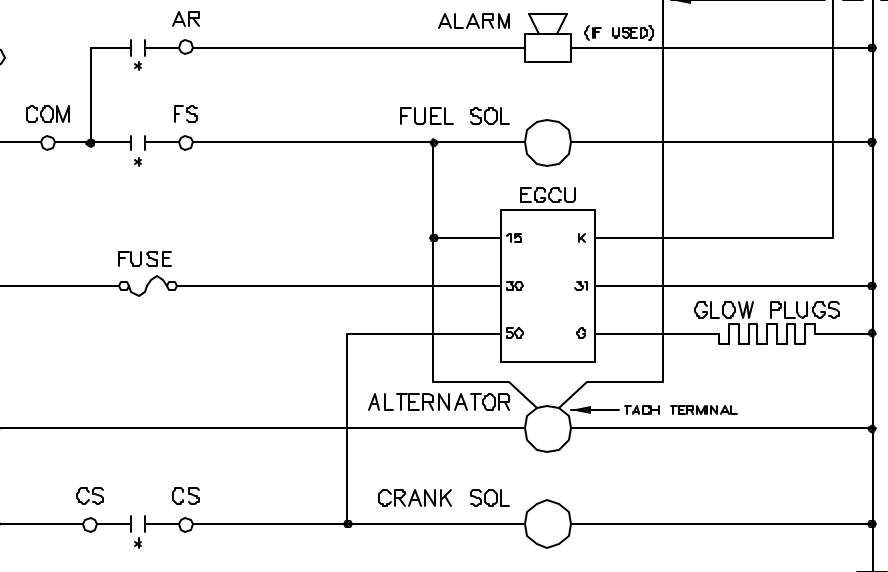 AR
ALARM
(IF USED)
*
COM
FS
FUEL SOL
*
EGCU
15
K
FUSE
30
31
GLOW PLUGS
50
G
ALTERNATOR
TACH TERMINAL
CS
CS
CRANK SOL
*